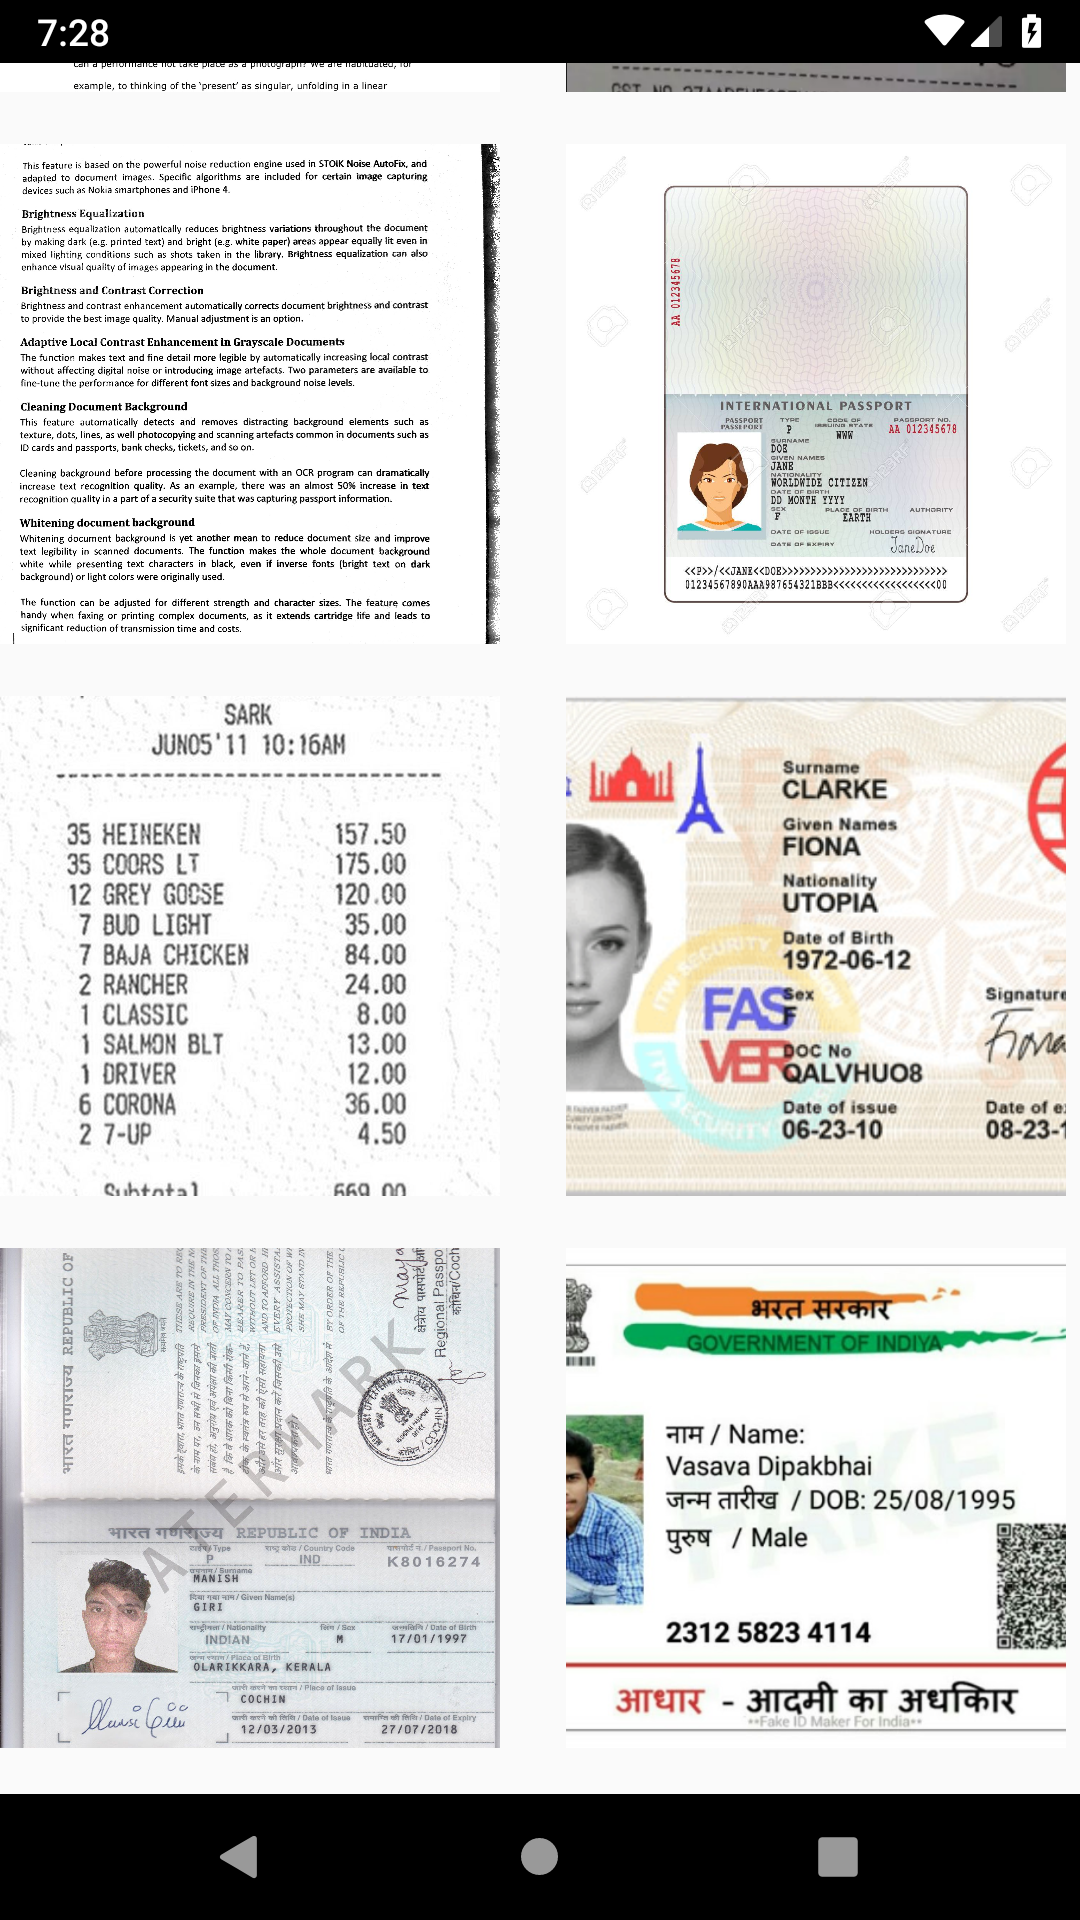 7:28
can a performance not take place as a photograph? We are habituated, for
example, to thinking of the 'present' as singular, unfolding in a linear
This feature is based on the powerful noise reduction engine used in STOIK Noise AutoFix, and
adapted to document images. Specific algorithms are included for certain image capturing
devices such as Nokia smartphones and iPhone 4.
Brightness Equalization
Brightness equalization automatically reduces brightness variations throughout the document
by making dark (e.g. printed text) and bright (e.g. white paper) areas appear equally lit even in
mixed lighting conditions such as shots taken in the library. Brightness equalization can also
enhance visual quality of images appearing in the document.
Brightness and Contrast Correction
Brightness and contrast enhancement automatically corrects document brightness and contrast
to provide the best image quality. Manual adjustment is an option.
Adaptive Local Contrast Enhancement in Grayscale Documents
The function makes text and fine detail more legible by automatically increasing local contrast
without affecting digital noise or introducing image artefacts. Two parameters are available to
fine-tune the performance for different font sizes and background noise levels.
Cleaning Document Background
This feature automatically detects and removes distracting background elements such as
texture, dots, lines, as well photocopying and scanning artefacts common in documents such as
ID cards and passports, bank checks, tickets, and so on.
Cleaning background before processing the document with an OCR program can dramatically
increase text recognition quality. As an example, there was an almost 50% increase in text
recognition quality in a part of a security suite that was capturing passport information.
Whitening document background
Whitening document background is yet another mean to reduce document size and improve
text legibility in scanned documents. The function makes the whole document background
white while presenting text characters in black, even if inverse fonts (bright text on dark
background) or light colors were originally used.
The function can be adjusted for different strength and character sizes. The feature comes
handy when faxing or printing complex documents, as it extends cartridge life and leads to
significant reduction of transmission time and costs.
AA 012345678
INTERNATIONAL PASSPORT
PASSPORT TYPE CODE OF ISSUING STATE PASSPORT NO.
P WWW AA 012345678
SURNAME
DOE
GIVEN NAMES
JANE
NATIONALITY
WORLDWIDE CITIZEN
DATE OF BIRTH
DD MONTH YYYY
SEX PLACE OF BIRTH AUTHORITY
F EARTH
DATE OF ISSUE HOLDERS SIGNATURE
DATE OF EXPIRY JaneDoe
<<P>>/<<JANE<<DOE>>>>>>>>>>>>>>>>>>>>>>>>>>>>>
01234567890AAA987654321BBB<<<<<<<<<<<<<<<<<<00
SARK
JUN05'11 10:16AM
35 HEINEKEN 157.50
35 COORS LT 175.00
12 GREY GOOSE 120.00
7 BUD LIGHT 35.00
7 BAJA CHICKEN 84.00
2 RANCHER 24.00
1 CLASSIC 8.00
1 SALMON BLT 13.00
1 DRIVER 12.00
6 CORONA 36.00
2 7-UP 4.50
Subtotal 669.00
Surname
CLARKE
Given Names
FIONA
Nationality
UTOPIA
Date of Birth
1972-06-12
Sex Signature
F
DOC No
QALVHUO8
Date of issue Date of e
06-23-10 08-23-1
FAS
VER
ITW SECURITY
ITW SECURITY
भारत गणराज्य REPUBLIC OF
Regional Passpo
ATERMARK
भारत गणराज्य REPUBLIC OF INDIA
Type Country Code Passport No.
P IND K8016274
Surname
MANISH
Given Name(s)
GIRI
Nationality Sex Date of Birth
INDIAN M 17/01/1997
Place of Birth
OLARIKKARA, KERALA
Place of Issue
COCHIN
Date of Issue Date of Expiry
12/03/2013 27/07/2018
भरत सरकार
GOVERNMENT OF INDIYA
नाम / Name:
Vasava Dipakbhai
जन्म तारीख / DOB: 25/08/1995
पुरुष / Male
FAKE
2312 5823 4114
आधार - आदमी का अधकिार
**Fake ID Maker For India**